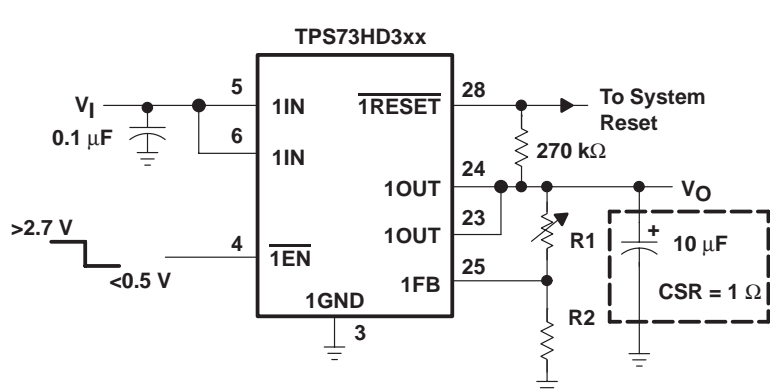 TPS73HD3xx
5
28
VI
1IN
1RESET
To System
Reset
0.1 μF
6
1IN
270 kΩ
24
1OUT
VO
>2.7 V
23
1OUT
R1
+
10 μF
4
<0.5 V
1EN
25
1FB
CSR = 1 Ω
1GND
R2
3